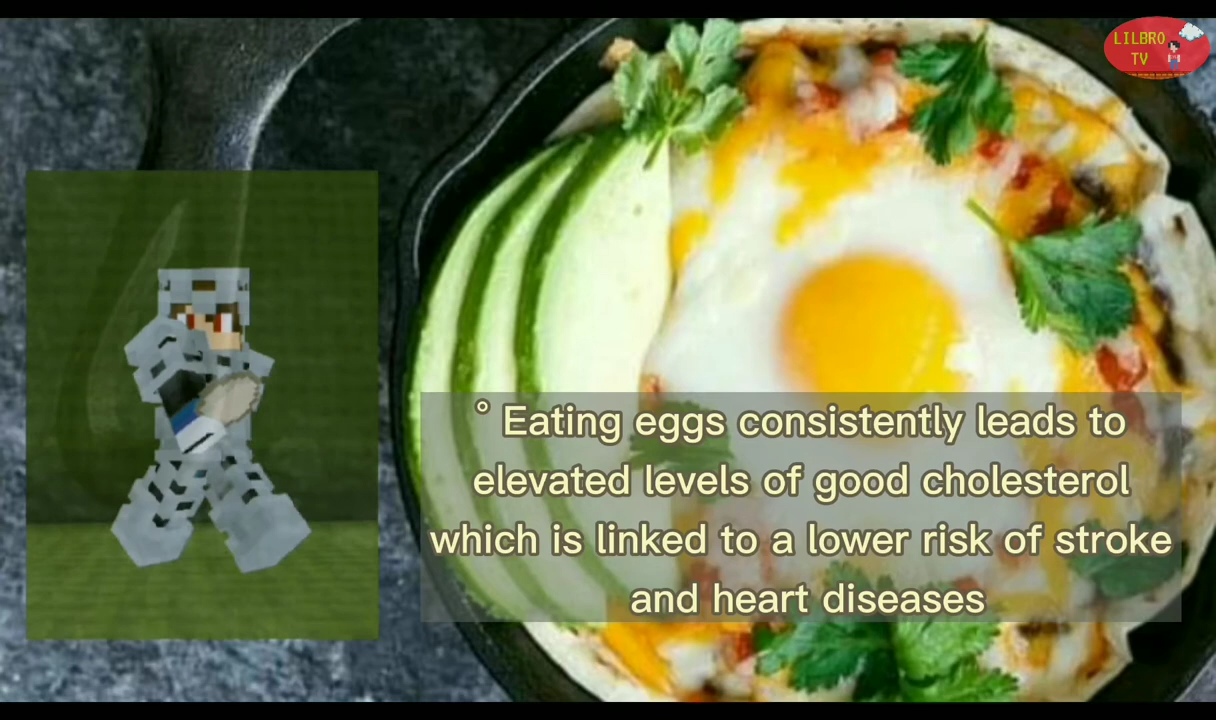 LILBRO
TV
° Eating eggs consistently leads to
elevated levels of good cholesterol
which is linked to a lower risk of stroke
and heart diseases